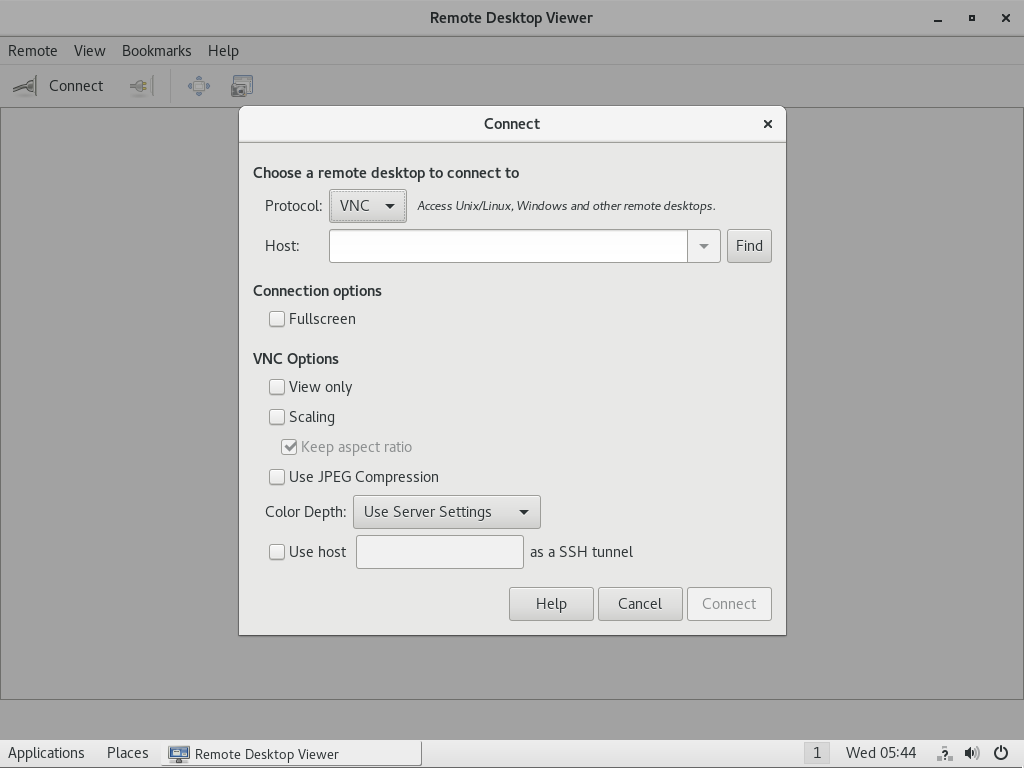 Remote Desktop Viewer
Remote View Bookmarks Help
Connect
Connect
Choose a remote desktop to connect to
Protocol: VNC Access Unix/Linux, Windows and other remote desktops.
Host: Find
Connection options
Fullscreen
VNC Options
View only
Scaling
Keep aspect ratio
Use JPEG Compression
Color Depth: Use Server Settings
Use host as a SSH tunnel
Help Cancel Connect
Applications Places Remote Desktop Viewer 1 Wed 05:44